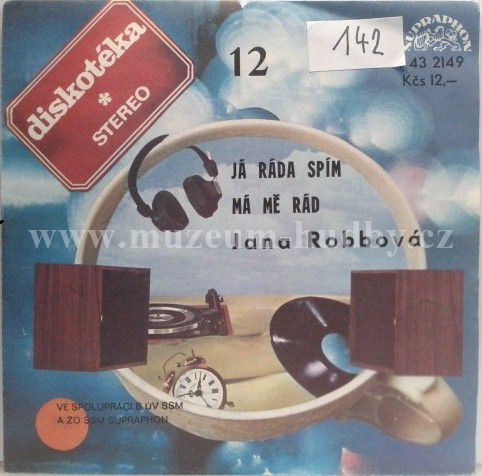 diskotéka
*
STEREO
12
142
SUPRAPHON
43 2149
Kčs 12,—
JÁ RÁDA SPÍM
MÁ MĚ RÁD
www.muzeum-hudby.cz
Jana Robbová
VE SPOLUPRÁCI S ÚV SSM
A ZO SSM SUPRAPHON